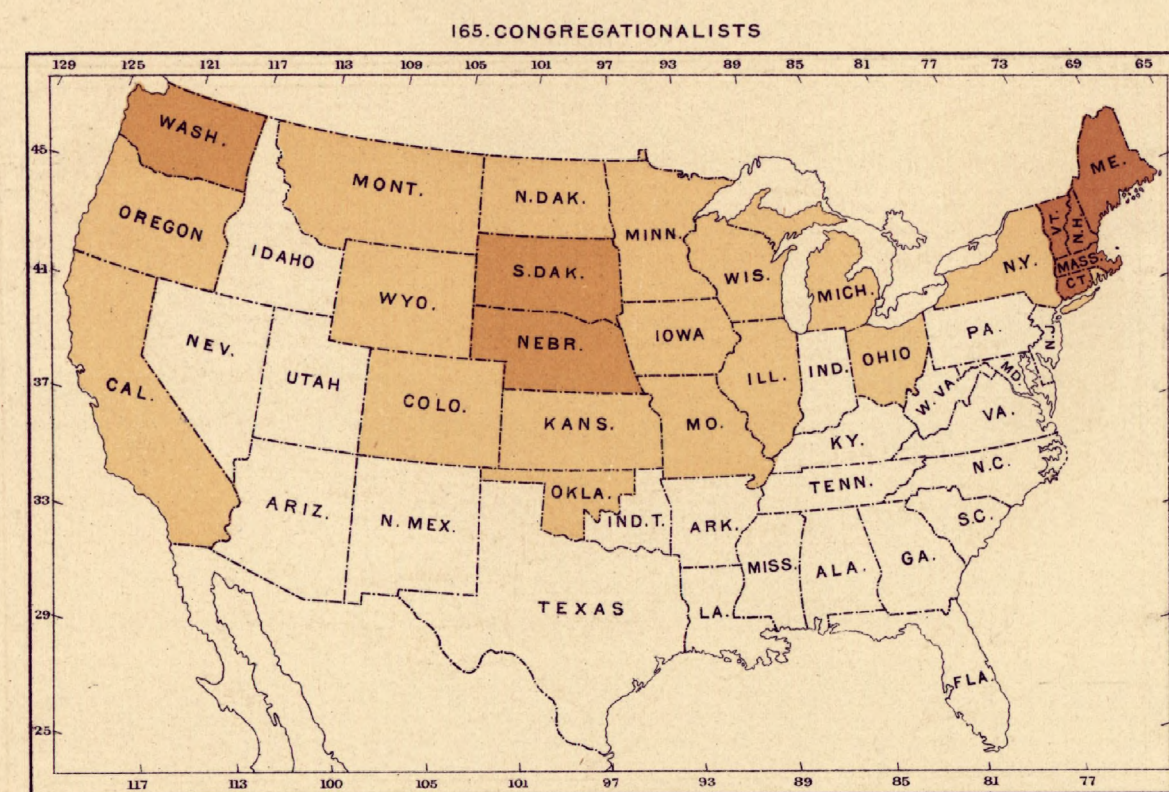 165. CONGREGATIONALISTS
129 125 121 117 113 109 105 101 97 93 89 85 81 77 73 69 65
WASH.
ME.
MONT.
N.DAK.
OREGON
VT.
N.H.
MINN.
IDAHO
MASS.
45
S.DAK.
WIS.
N.Y.
CT.
41
WYO.
MICH.
NEV.
NEBR.
IOWA
PA.
N.J.
UTAH
IND.
OHIO
MD.
37
CAL.
COLO.
ILL.
W.VA.
KANS.
MO.
KY.
VA.
N.C.
TENN.
33
ARIZ.
N. MEX.
OKLA.
IND.T.
ARK.
S.C.
MISS.
ALA.
GA.
29
TEXAS
LA.
FLA.
25
117 113 100 105 101 97 93 89 85 81 77